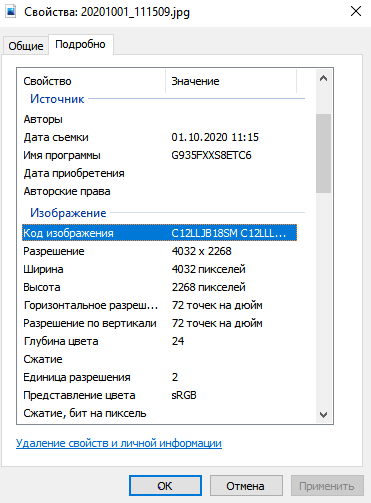 Свойства: 20201001_111509.jpg
Общие Подробно
Свойство Значение
Источник
Авторы
Дата съемки 01.10.2020 11:15
Имя программы G935FXXS8ETC6
Дата приобретения
Авторские права
Изображение
Код изображения C12LLJB18SM C12LLL...
Разрешение 4032 x 2268
Ширина 4032 пикселей
Высота 2268 пикселей
Горизонтальное разреш... 72 точек на дюйм
Разрешение по вертикали 72 точек на дюйм
Глубина цвета 24
Сжатие
Единица разрешения 2
Представление цвета sRGB
Сжатие, бит на пиксель
Удаление свойств и личной информации
ОК Отмена Применить